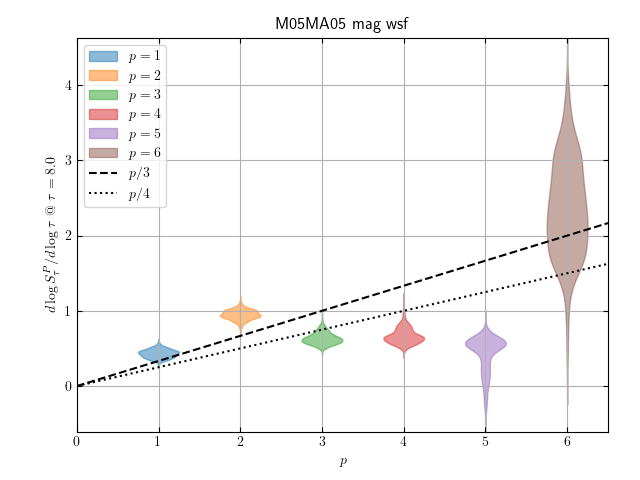 M05MA05 mag wsf
p = 1
p = 2
p = 3
p = 4
p = 5
p = 6
p/3
p/4
d log S_τ^P / d log τ @ τ = 8.0
4
3
2
1
0
0 1 2 3 4 5 6
p